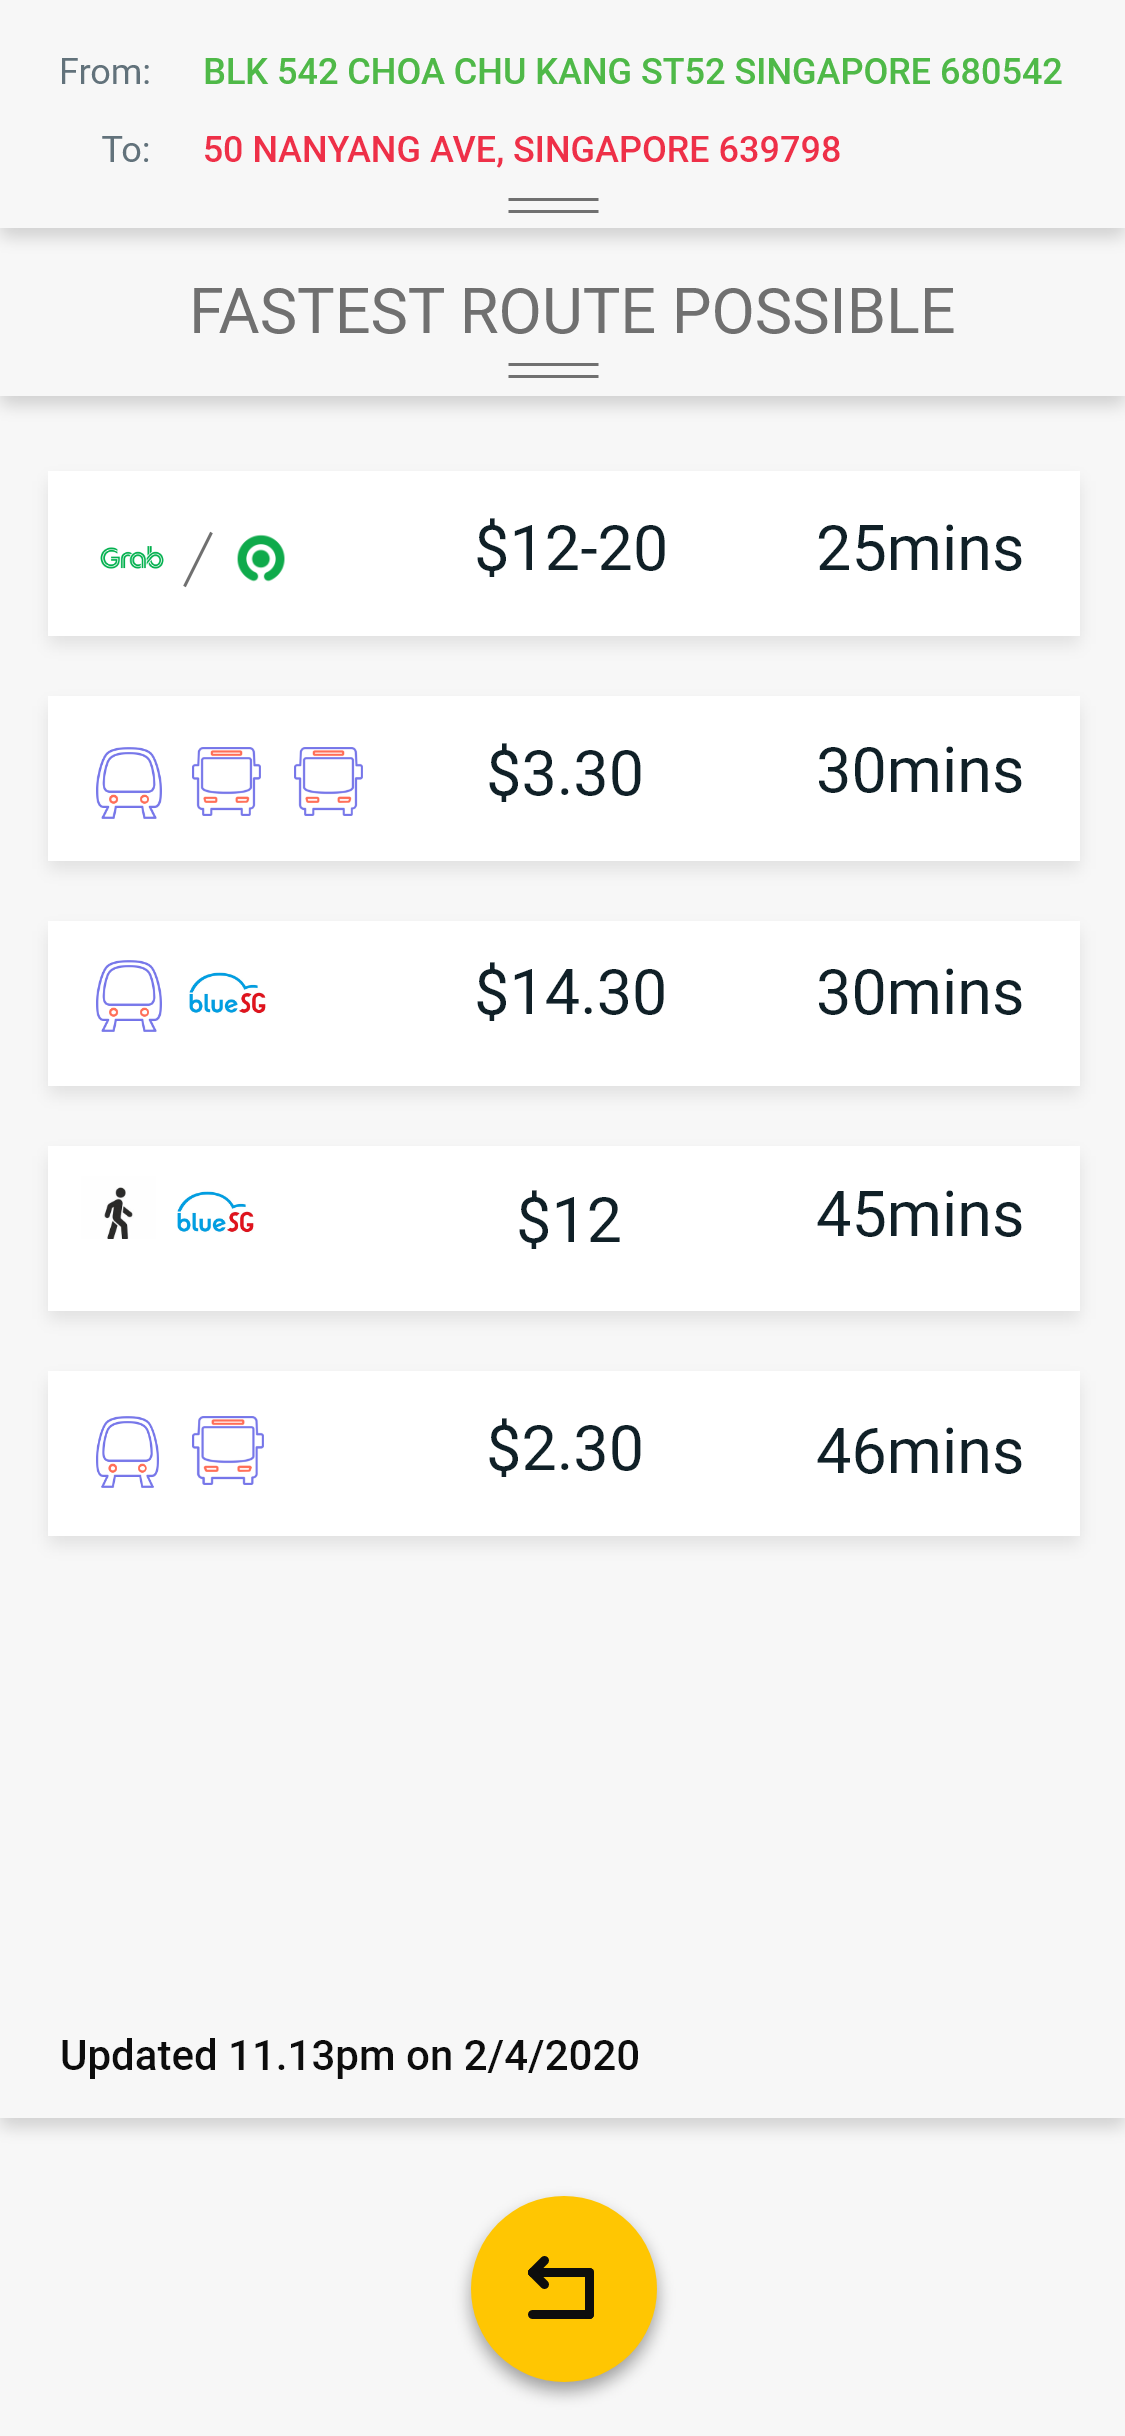 From: BLK 542 CHOA CHU KANG ST52 SINGAPORE 680542
To: 50 NANYANG AVE, SINGAPORE 639798
FASTEST ROUTE POSSIBLE
Grab / $12-20 25mins
$3.30 30mins
blueSG $14.30 30mins
blueSG $12 45mins
$2.30 46mins
Updated 11.13pm on 2/4/2020